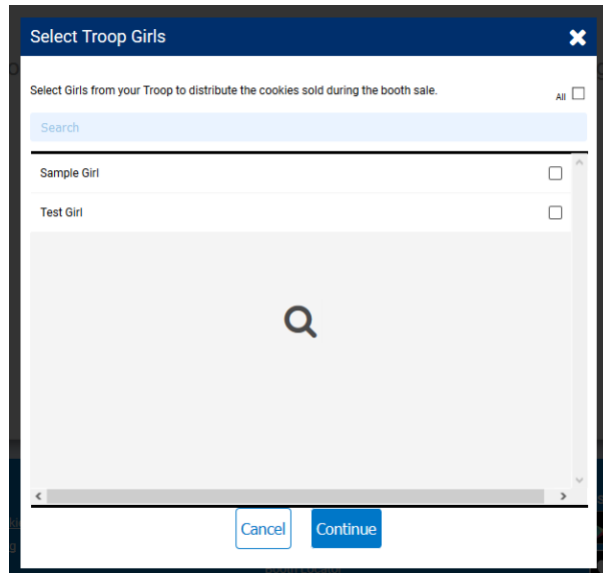 Select Troop Girls
Select Girls from your Troop to distribute the cookies sold during the booth sale.
All
Search
Sample Girl
Test Girl
Cancel
Continue